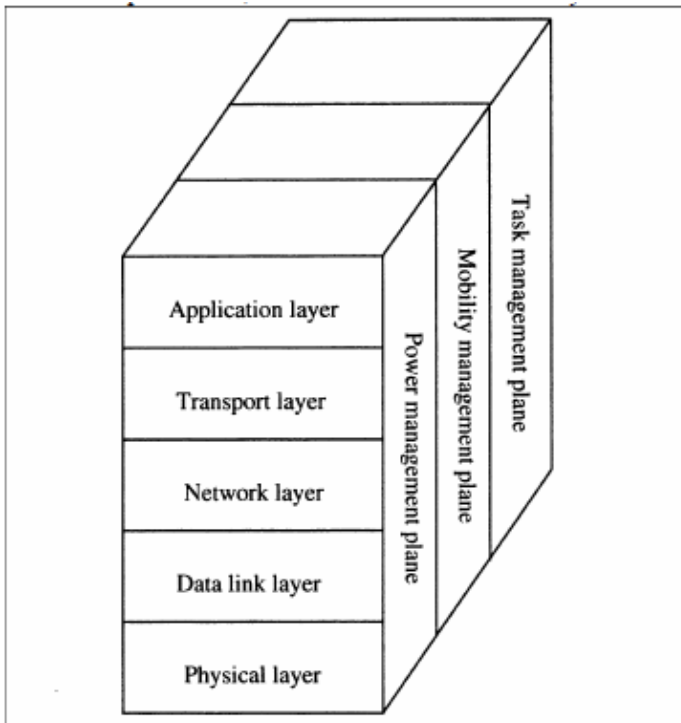 Application layer
Transport layer
Network layer
Data link layer
Physical layer
Power management plane
Mobility management plane
Task management plane